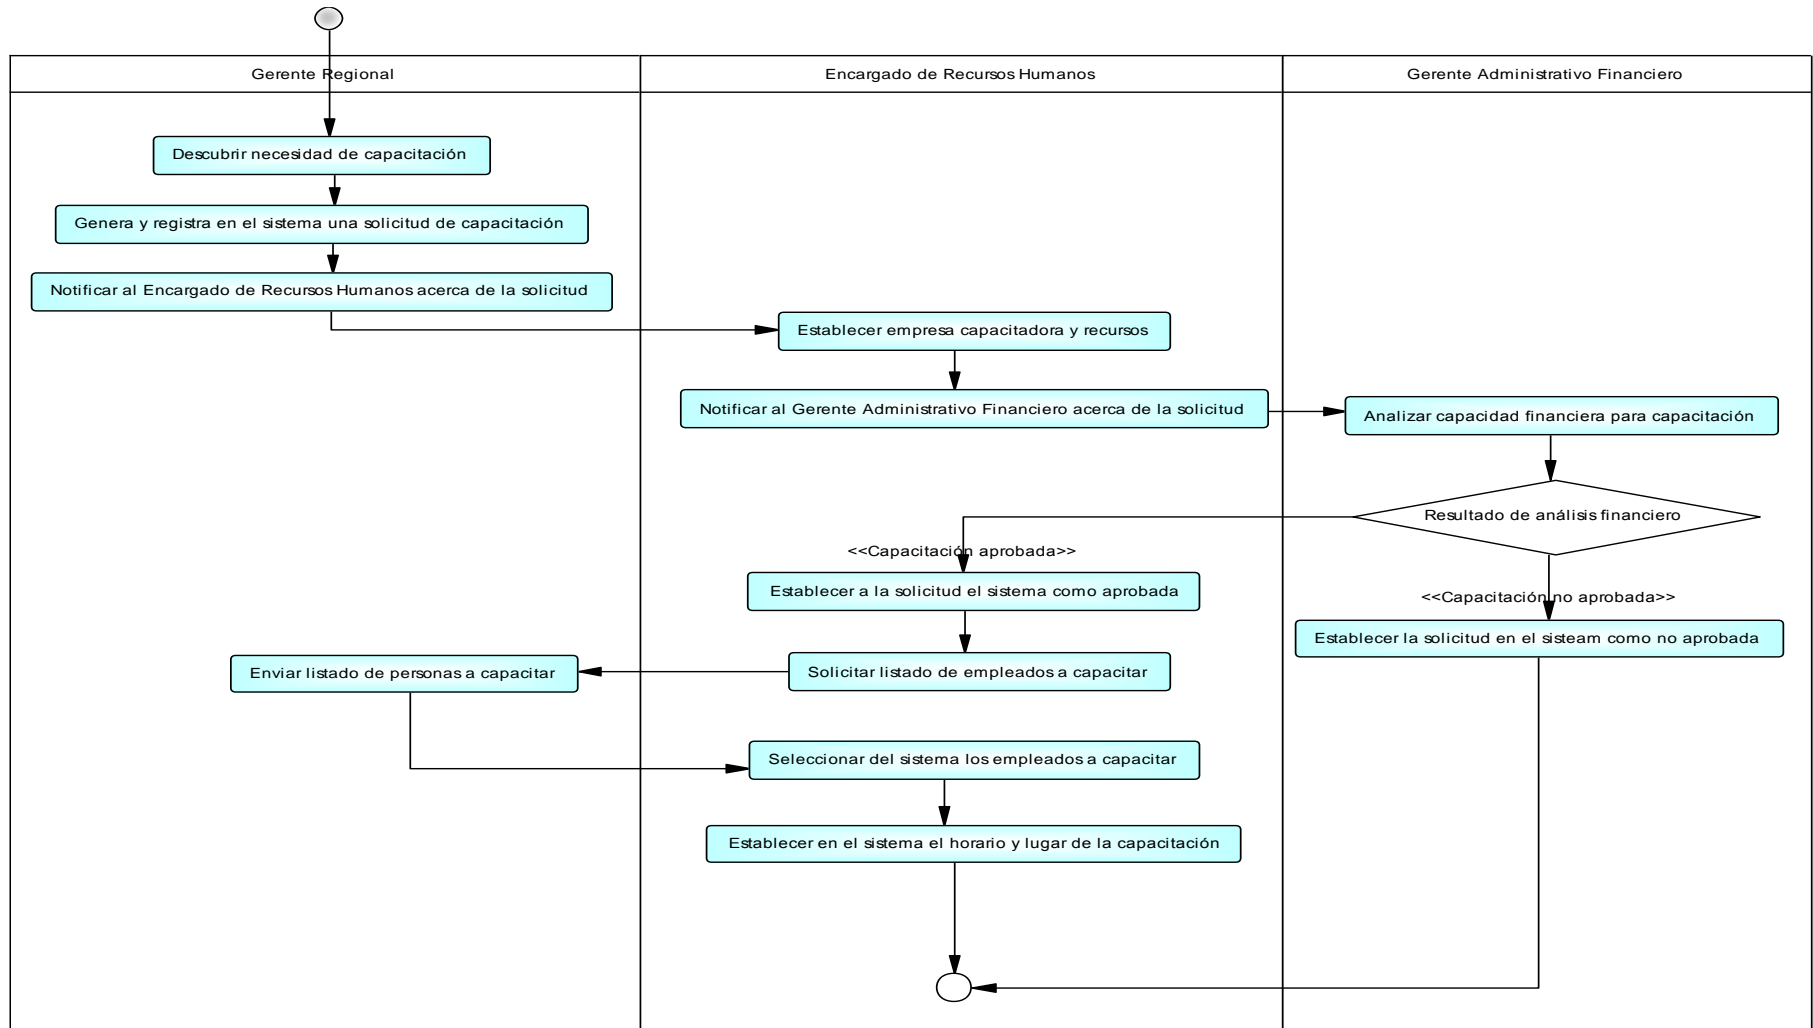 Gerente Regional
Encargado de Recursos Humanos
Gerente Administrativo Financiero
Descubrir necesidad de capacitación
Genera y registra en el sistema una solicitud de capacitación
Notificar al Encargado de Recursos Humanos acerca de la solicitud
Establecer empresa capacitadora y recursos
Notificar al Gerente Administrativo Financiero acerca de la solicitud
Analizar capacidad financiera para capacitación
Resultado de análisis financiero
<<Capacitación aprobada>>
Establecer a la solicitud el sistema como aprobada
<<Capacitación no aprobada>>
Establecer la solicitud en el sisteam como no aprobada
Solicitar listado de empleados a capacitar
Enviar listado de personas a capacitar
Seleccionar del sistema los empleados a capacitar
Establecer en el sistema el horario y lugar de la capacitación